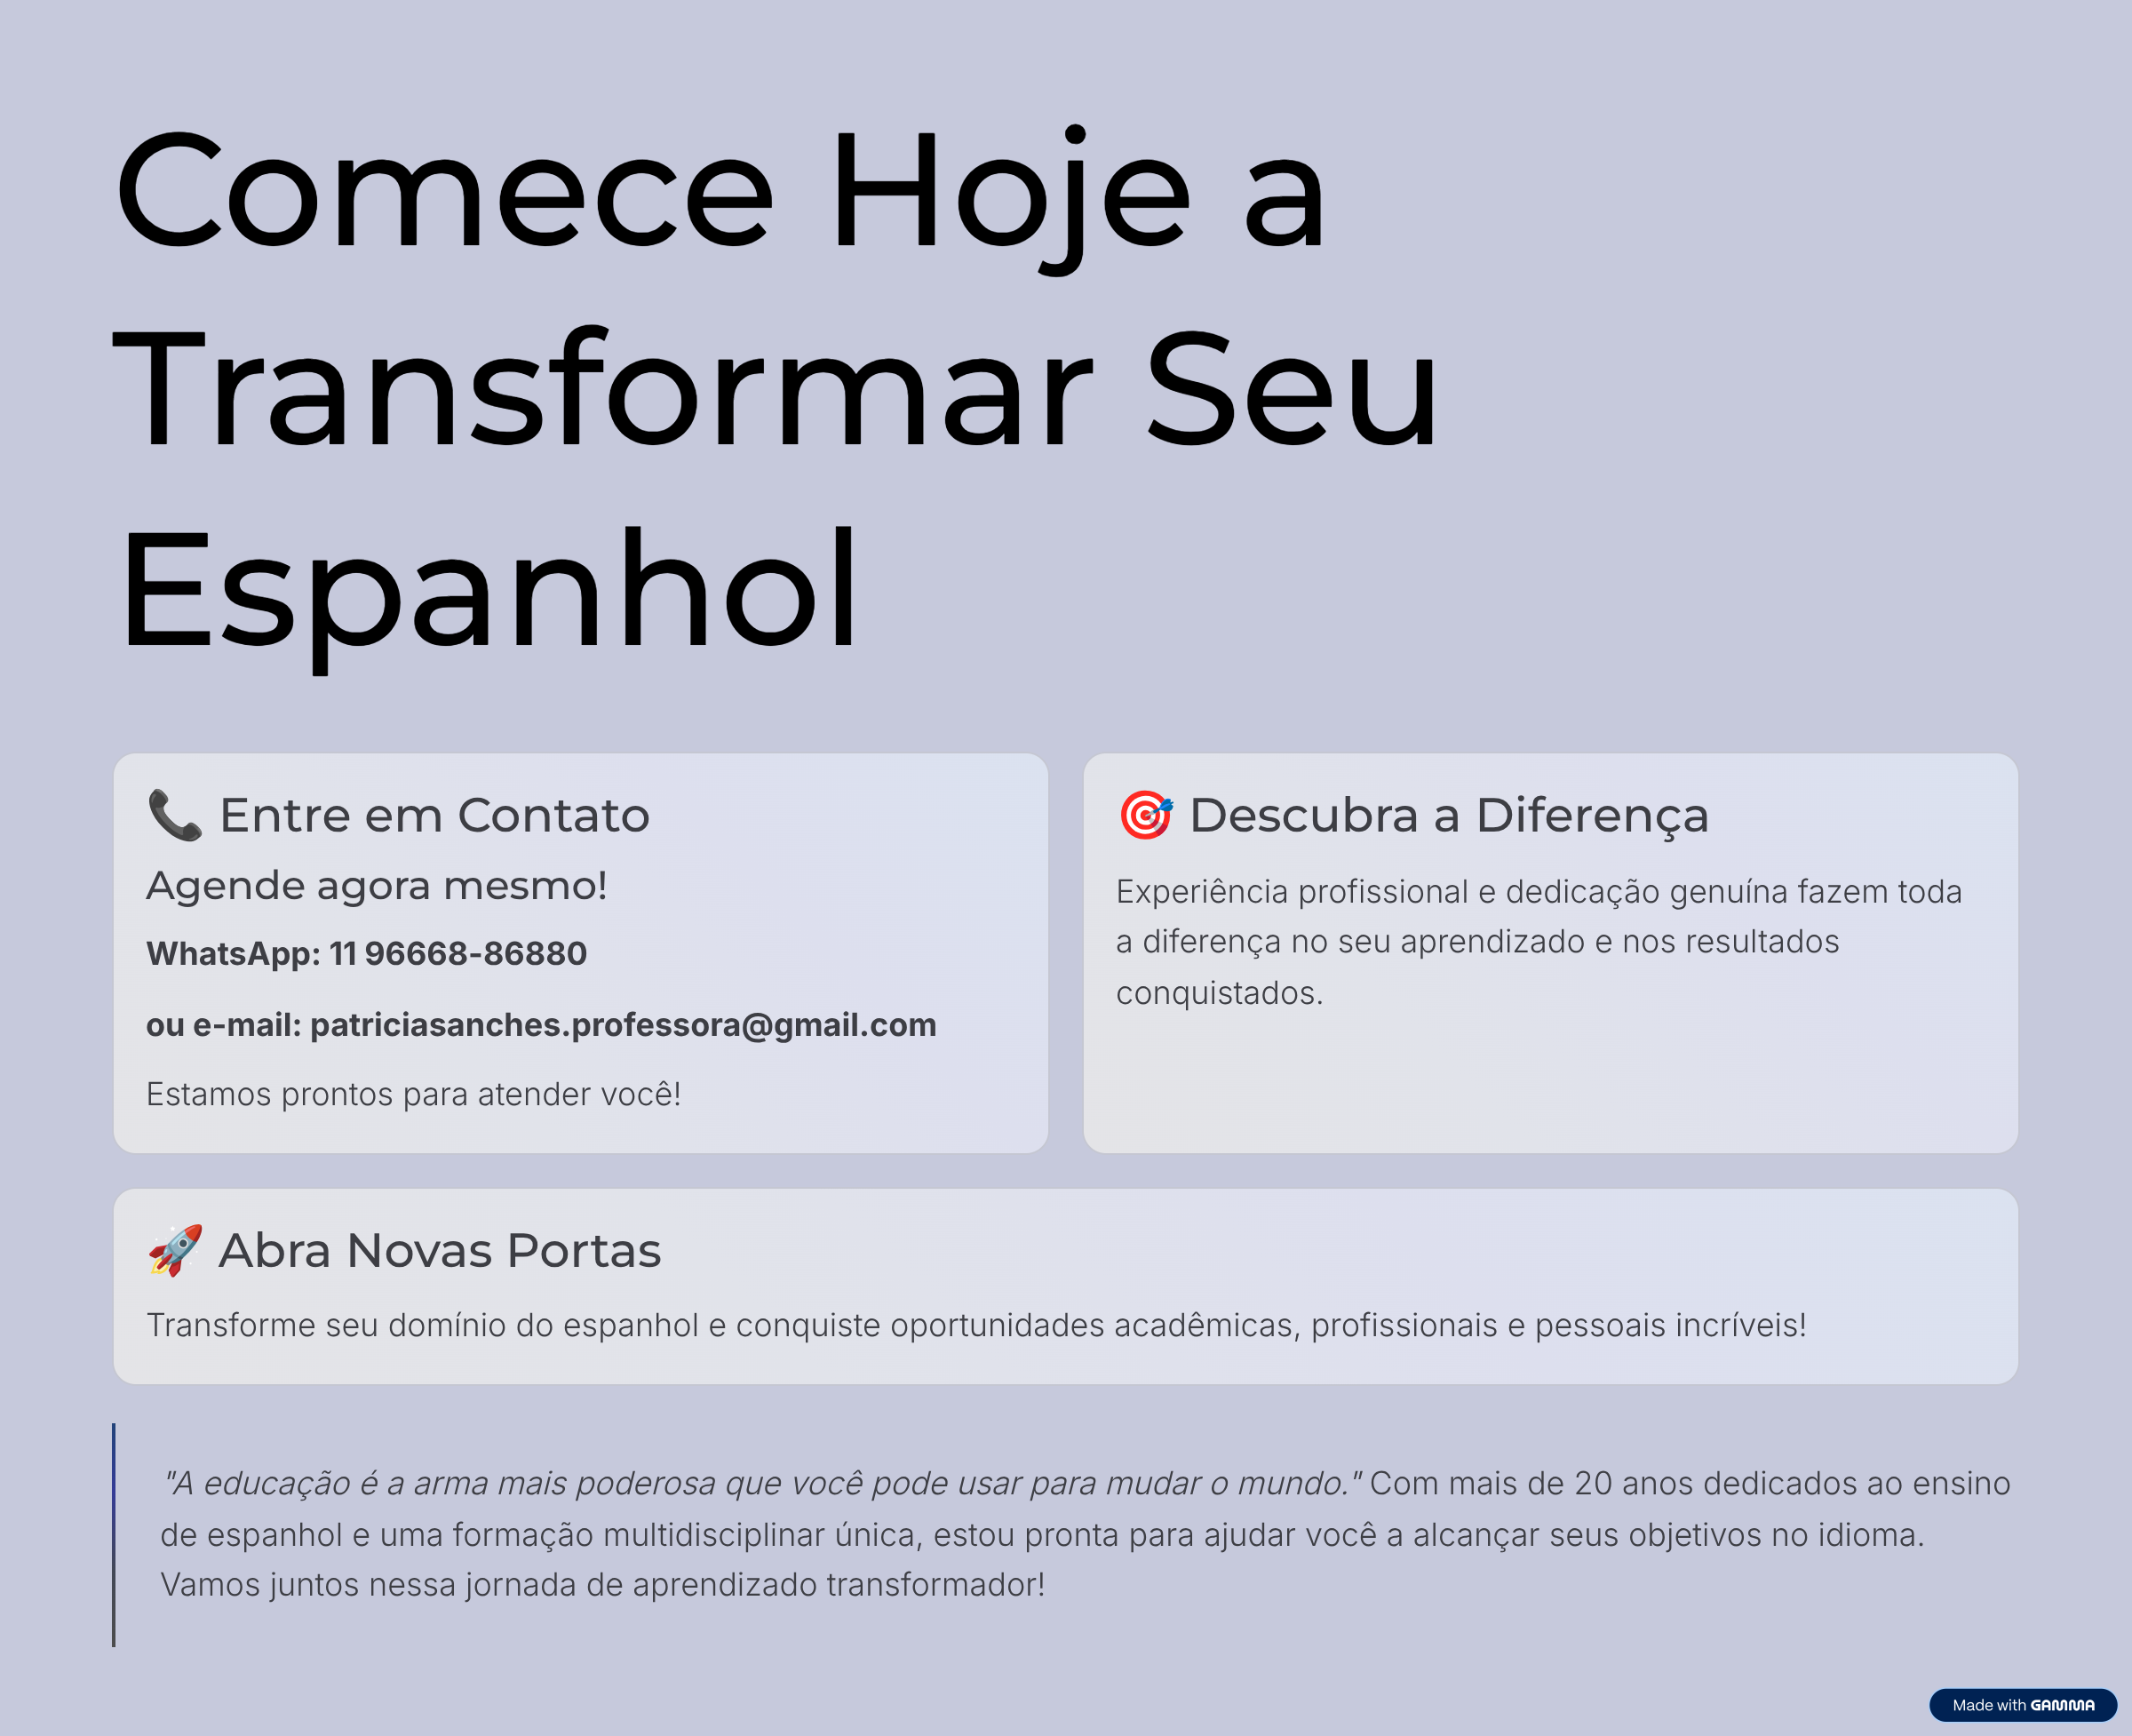 Comece Hoje a
Transformar Seu
Espanhol
📞 Entre em Contato
Agende agora mesmo!
WhatsApp: 11 96668-86880
ou e-mail: patriciasanches.professora@gmail.com
Estamos prontos para atender você!
🎯 Descubra a Diferença
Experiência profissional e dedicação genuína fazem toda
a diferença no seu aprendizado e nos resultados
conquistados.
🚀 Abra Novas Portas
Transforme seu domínio do espanhol e conquiste oportunidades acadêmicas, profissionais e pessoais incríveis!
"A educação é a arma mais poderosa que você pode usar para mudar o mundo." Com mais de 20 anos dedicados ao ensino
de espanhol e uma formação multidisciplinar única, estou pronta para ajudar você a alcançar seus objetivos no idioma.
Vamos juntos nessa jornada de aprendizado transformador!
Made with GAMMA